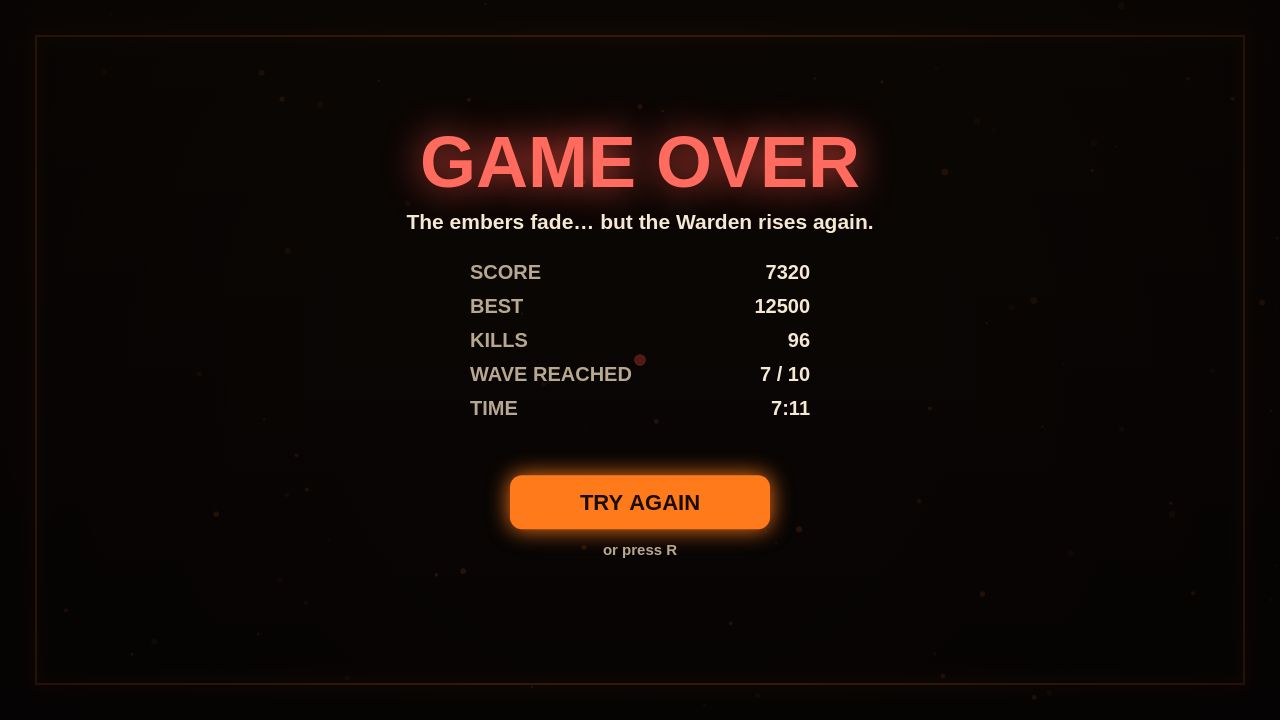 GAME OVER
The embers fade… but the Warden rises again.
SCORE 7320
BEST 12500
KILLS 96
WAVE REACHED 7 / 10
TIME 7:11
TRY AGAIN
or press R